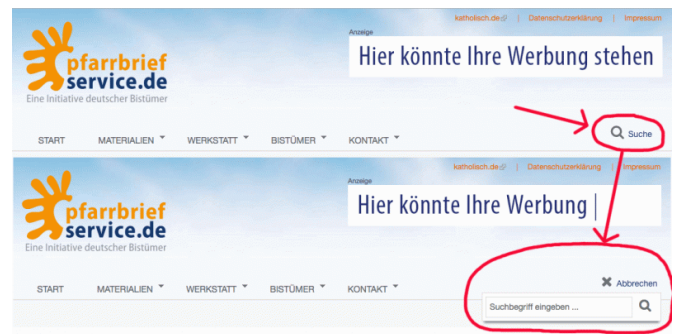 katholisch.de | Datenschutzerklärung | Impressum
Anzeige
Hier könnte Ihre Werbung stehen
pfarrbrief
service.de
Eine Initiative deutscher Bistümer
START MATERIALIEN WERKSTATT BISTÜMER KONTAKT Suche
katholisch.de | Datenschutzerklärung | Impressum
Anzeige
Hier könnte Ihre Werbung |
pfarrbrief
service.de
Eine Initiative deutscher Bistümer
START MATERIALIEN WERKSTATT BISTÜMER KONTAKT Abbrechen
Suchbegriff eingeben ...